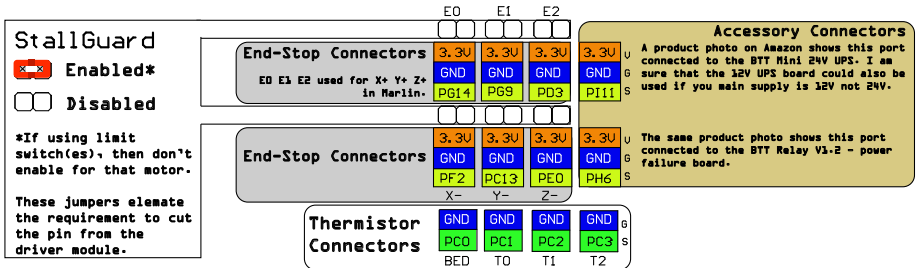 E0 E1 E2
StallGuard
Enabled*
Disabled
*If using limit
switch(es), then don't
enable for that motor.
These jumpers elemate
the requirement to cut
the pin from the
driver module.
End-Stop Connectors
E0 E1 E2 used for X+ Y+ Z+
in Marlin.
3.3V 3.3V 3.3V 3.3V V
GND GND GND GND G
PG14 PG9 PD3 PI11 S
Accessory Connectors
A product photo on Amazon shows this port
connected to the BTT Mini 24V UPS. I am
sure that the 12V UPS board could also be
used if you main supply is 12V not 24V.
End-Stop Connectors
3.3V 3.3V 3.3V 3.3V V
GND GND GND GND G
PF2 PC13 PE0 PH6 S
X- Y- Z-
The same product photo shows this port
connected to the BTT Relay V1.2 - power
failure board.
Thermistor
Connectors
GND GND GND GND G
PC0 PC1 PC2 PC3 S
BED T0 T1 T2